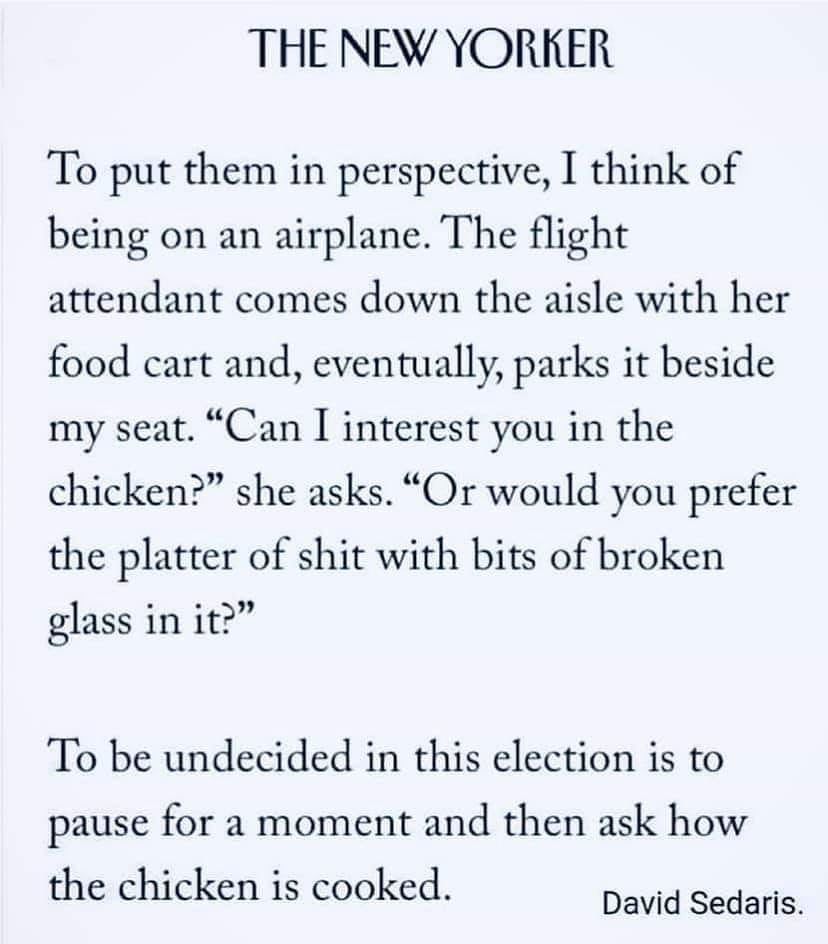 THE NEW YORKER
To put them in perspective, I think of
being on an airplane. The flight
attendant comes down the aisle with her
food cart and, eventually, parks it beside
my seat. “Can I interest you in the
chicken?” she asks. “Or would you prefer
the platter of shit with bits of broken
glass in it?”
To be undecided in this election is to
pause for a moment and then ask how
the chicken is cooked.
David Sedaris.